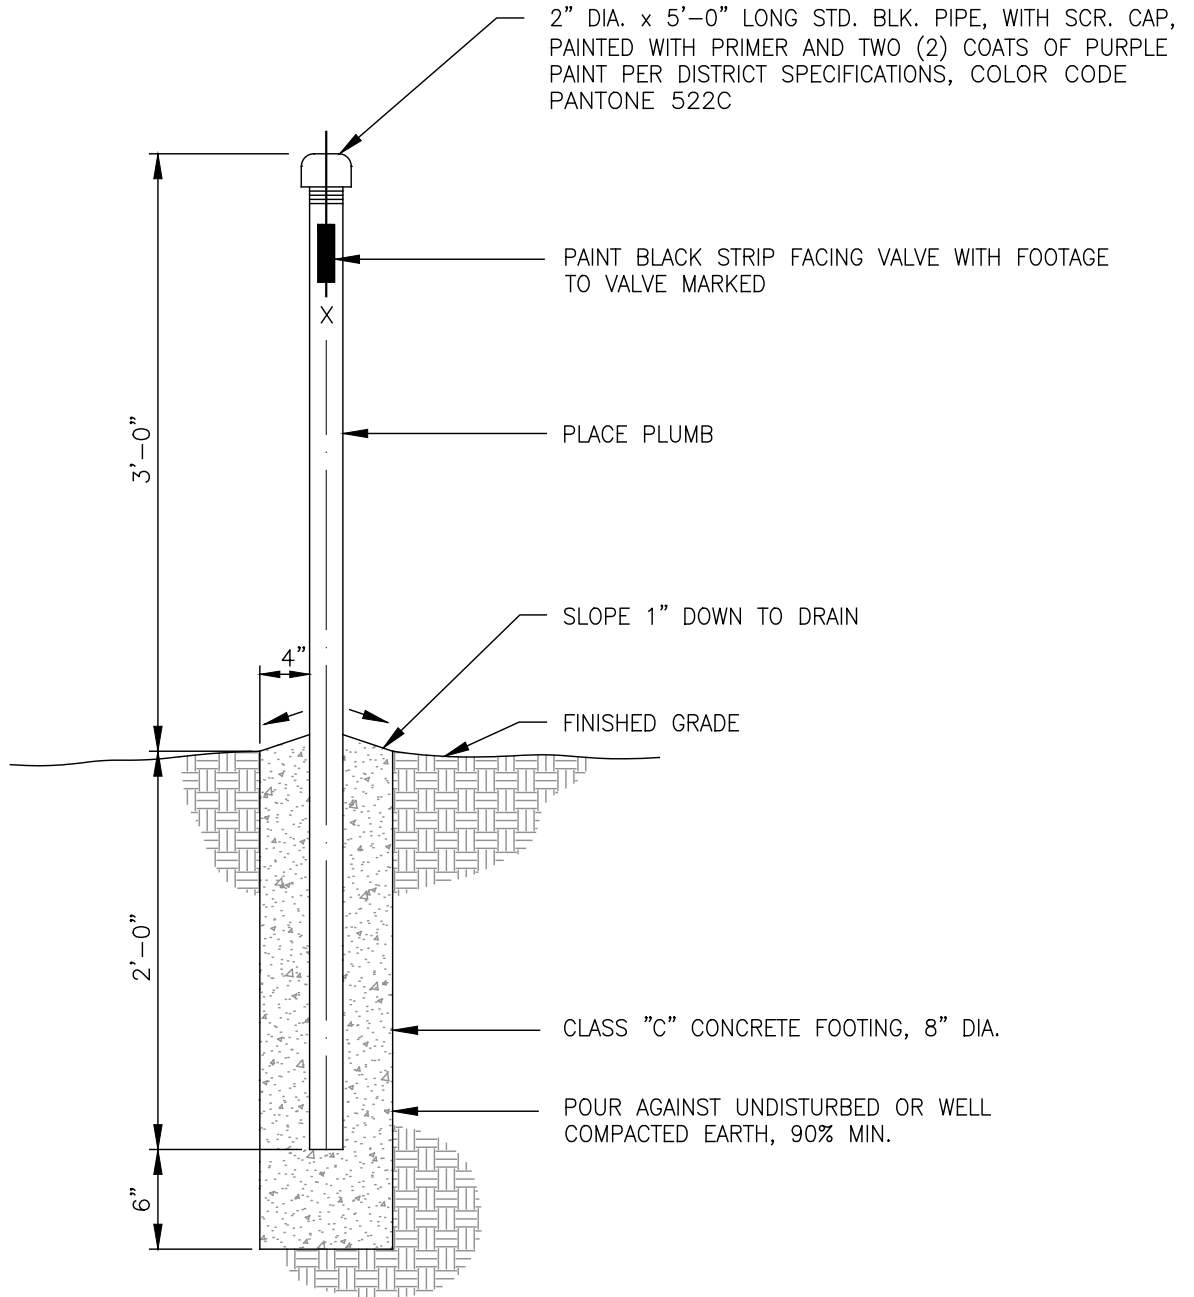 2” DIA. x 5’-0” LONG STD. BLK. PIPE, WITH SCR. CAP,
PAINTED WITH PRIMER AND TWO (2) COATS OF PURPLE
PAINT PER DISTRICT SPECIFICATIONS, COLOR CODE
PANTONE 522C
PAINT BLACK STRIP FACING VALVE WITH FOOTAGE
TO VALVE MARKED
X
3’-0”
PLACE PLUMB
SLOPE 1” DOWN TO DRAIN
4”
FINISHED GRADE
2’-0”
CLASS ”C” CONCRETE FOOTING, 8” DIA.
POUR AGAINST UNDISTURBED OR WELL
COMPACTED EARTH, 90% MIN.
6”